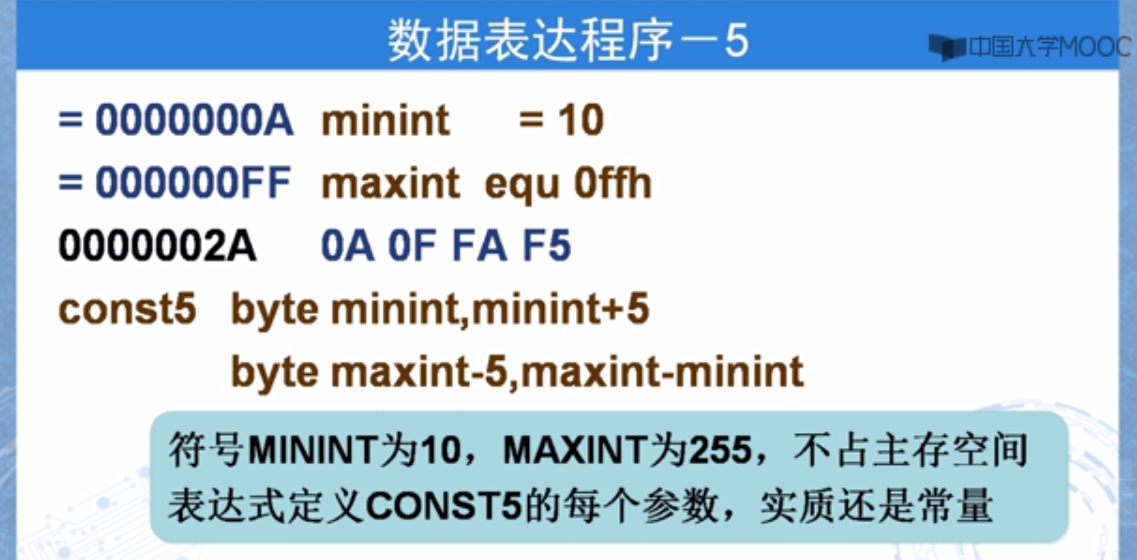 数据表达程序－5
中国大学MOOC
= 0000000A minint = 10
= 000000FF maxint equ 0ffh
0000002A 0A 0F FA F5
const5 byte minint,minint+5
byte maxint-5,maxint-minint
符号MININT为10，MAXINT为255，不占主存空间
表达式定义CONST5的每个参数，实质还是常量